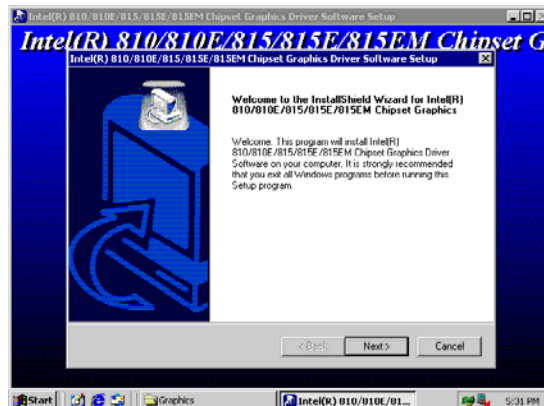 Intel(R) 810/810E/815/815E/815EM Chipset Graphics Driver Software Setup
Intel(R) 810/810E/815/815E/815EM Chipset G
Intel(R) 810/810E/815/815E/815EM Chipset Graphics Driver Software Setup
Welcome to the InstallShield Wizard for Intel(R)
810/810E/815/815E/815EM Chipset Graphics
Welcome. This program will install Intel(R)
810/810E/815/815E/815EM Chipset Graphics Driver
Software on your computer. It is strongly recommended
that you exit all Windows programs before running this
Setup program.
< Back
Next >
Cancel
Start
Graphics
Intel(R) 810/810E/81...
5:31 PM